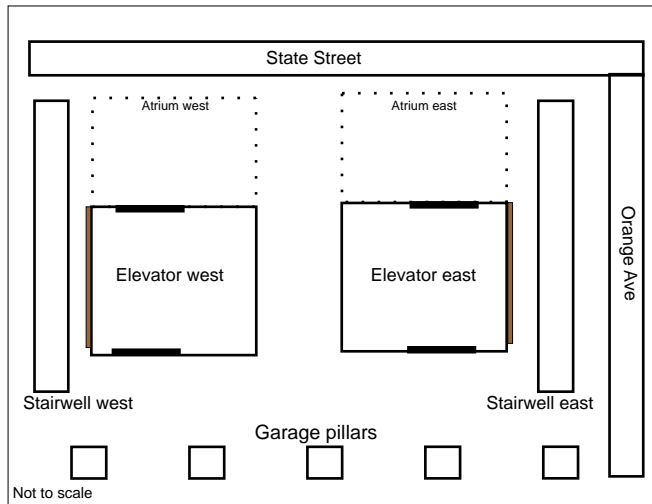 State Street
Atrium west
Atrium east
Orange Ave
Elevator west
Elevator east
Stairwell west
Stairwell east
Garage pillars
Not to scale